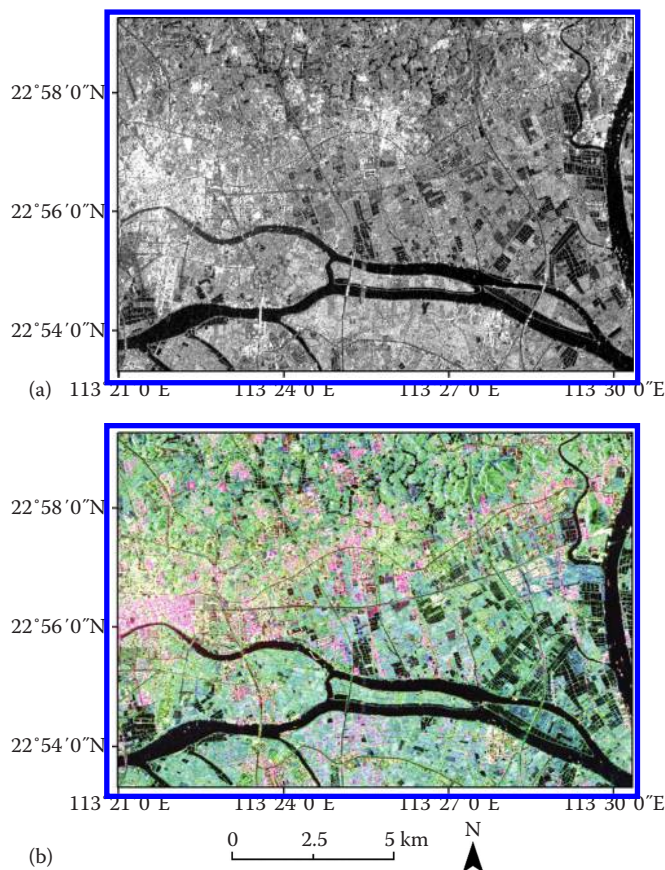 22°58′0″N
22°56′0″N
22°54′0″N
(a) 113°21′0″E 113°24′0″E 113°27′0″E 113°30′0″E
22°58′0″N
22°56′0″N
22°54′0″N
113°21′0″E 113°24′0″E 113°27′0″E 113°30′0″E
0 2.5 5 km N
(b)